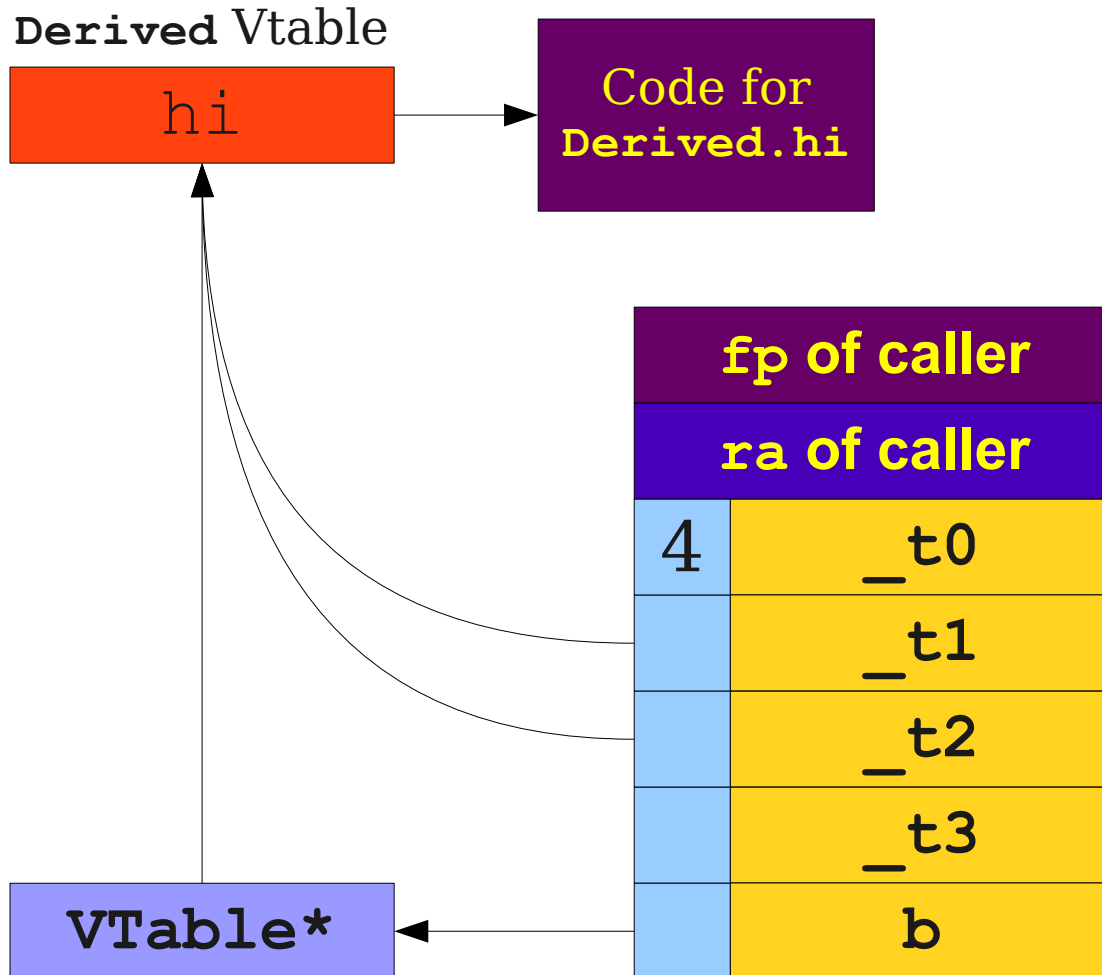 Derived Vtable
hi
Code for
Derived.hi
fp of caller
ra of caller
4 _t0
_t1
_t2
_t3
VTable* b